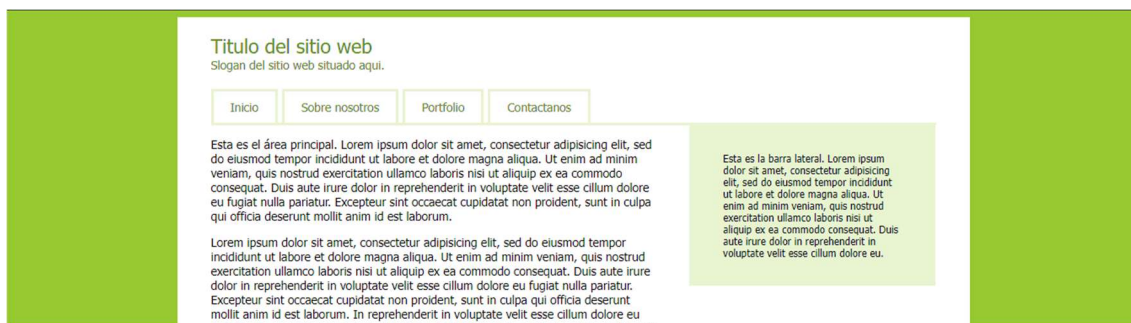 Titulo del sitio web
Slogan del sitio web situado aqui.
Inicio
Sobre nosotros
Portfolio
Contactanos
Esta es el área principal. Lorem ipsum dolor sit amet, consectetur adipisicing elit, sed
do eiusmod tempor incididunt ut labore et dolore magna aliqua. Ut enim ad minim
veniam, quis nostrud exercitation ullamco laboris nisi ut aliquip ex ea commodo
consequat. Duis aute irure dolor in reprehenderit in voluptate velit esse cillum dolore
eu fugiat nulla pariatur. Excepteur sint occaecat cupidatat non proident, sunt in culpa
qui officia deserunt mollit anim id est laborum.
Lorem ipsum dolor sit amet, consectetur adipisicing elit, sed do eiusmod tempor
incididunt ut labore et dolore magna aliqua. Ut enim ad minim veniam, quis nostrud
exercitation ullamco laboris nisi ut aliquip ex ea commodo consequat. Duis aute irure
dolor in reprehenderit in voluptate velit esse cillum dolore eu fugiat nulla pariatur.
Excepteur sint occaecat cupidatat non proident, sunt in culpa qui officia deserunt
mollit anim id est laborum. In reprehenderit in voluptate velit esse cillum dolore eu
Esta es la barra lateral. Lorem ipsum
dolor sit amet, consectetur adipisicing
elit, sed do eiusmod tempor incididunt
ut labore et dolore magna aliqua. Ut
enim ad minim veniam, quis nostrud
exercitation ullamco laboris nisi ut
aliquip ex ea commodo consequat. Duis
aute irure dolor in reprehenderit in
voluptate velit esse cillum dolore eu.